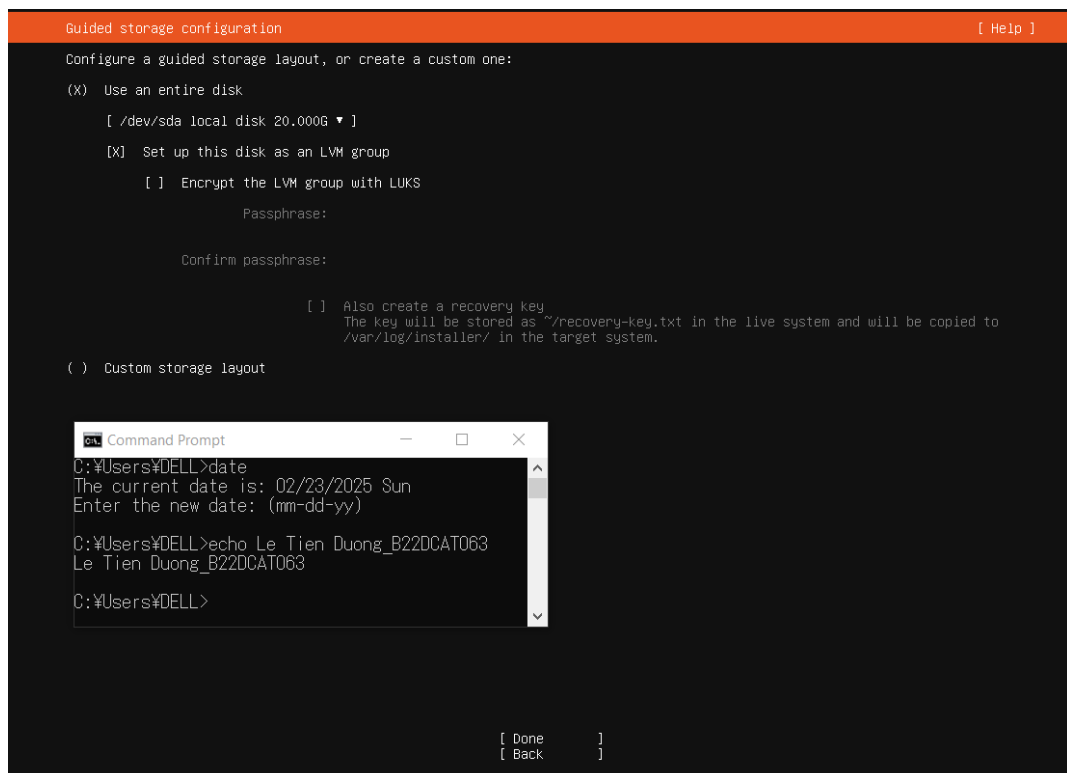 Guided storage configuration [ Help ]
Configure a guided storage layout, or create a custom one:
(X) Use an entire disk
[ /dev/sda local disk 20.000G ▾ ]
[X] Set up this disk as an LVM group
[ ] Encrypt the LVM group with LUKS
Passphrase:
Confirm passphrase:
[ ] Also create a recovery key
The key will be stored as ~/recovery-key.txt in the live system and will be copied to
/var/log/installer/ in the target system.
( ) Custom storage layout
Command Prompt
C:¥Users¥DELL>date
The current date is: 02/23/2025 Sun
Enter the new date: (mm-dd-yy)
C:¥Users¥DELL>echo Le Tien Duong_B22DCAT063
Le Tien Duong_B22DCAT063
C:¥Users¥DELL>
[ Done ]
[ Back ]